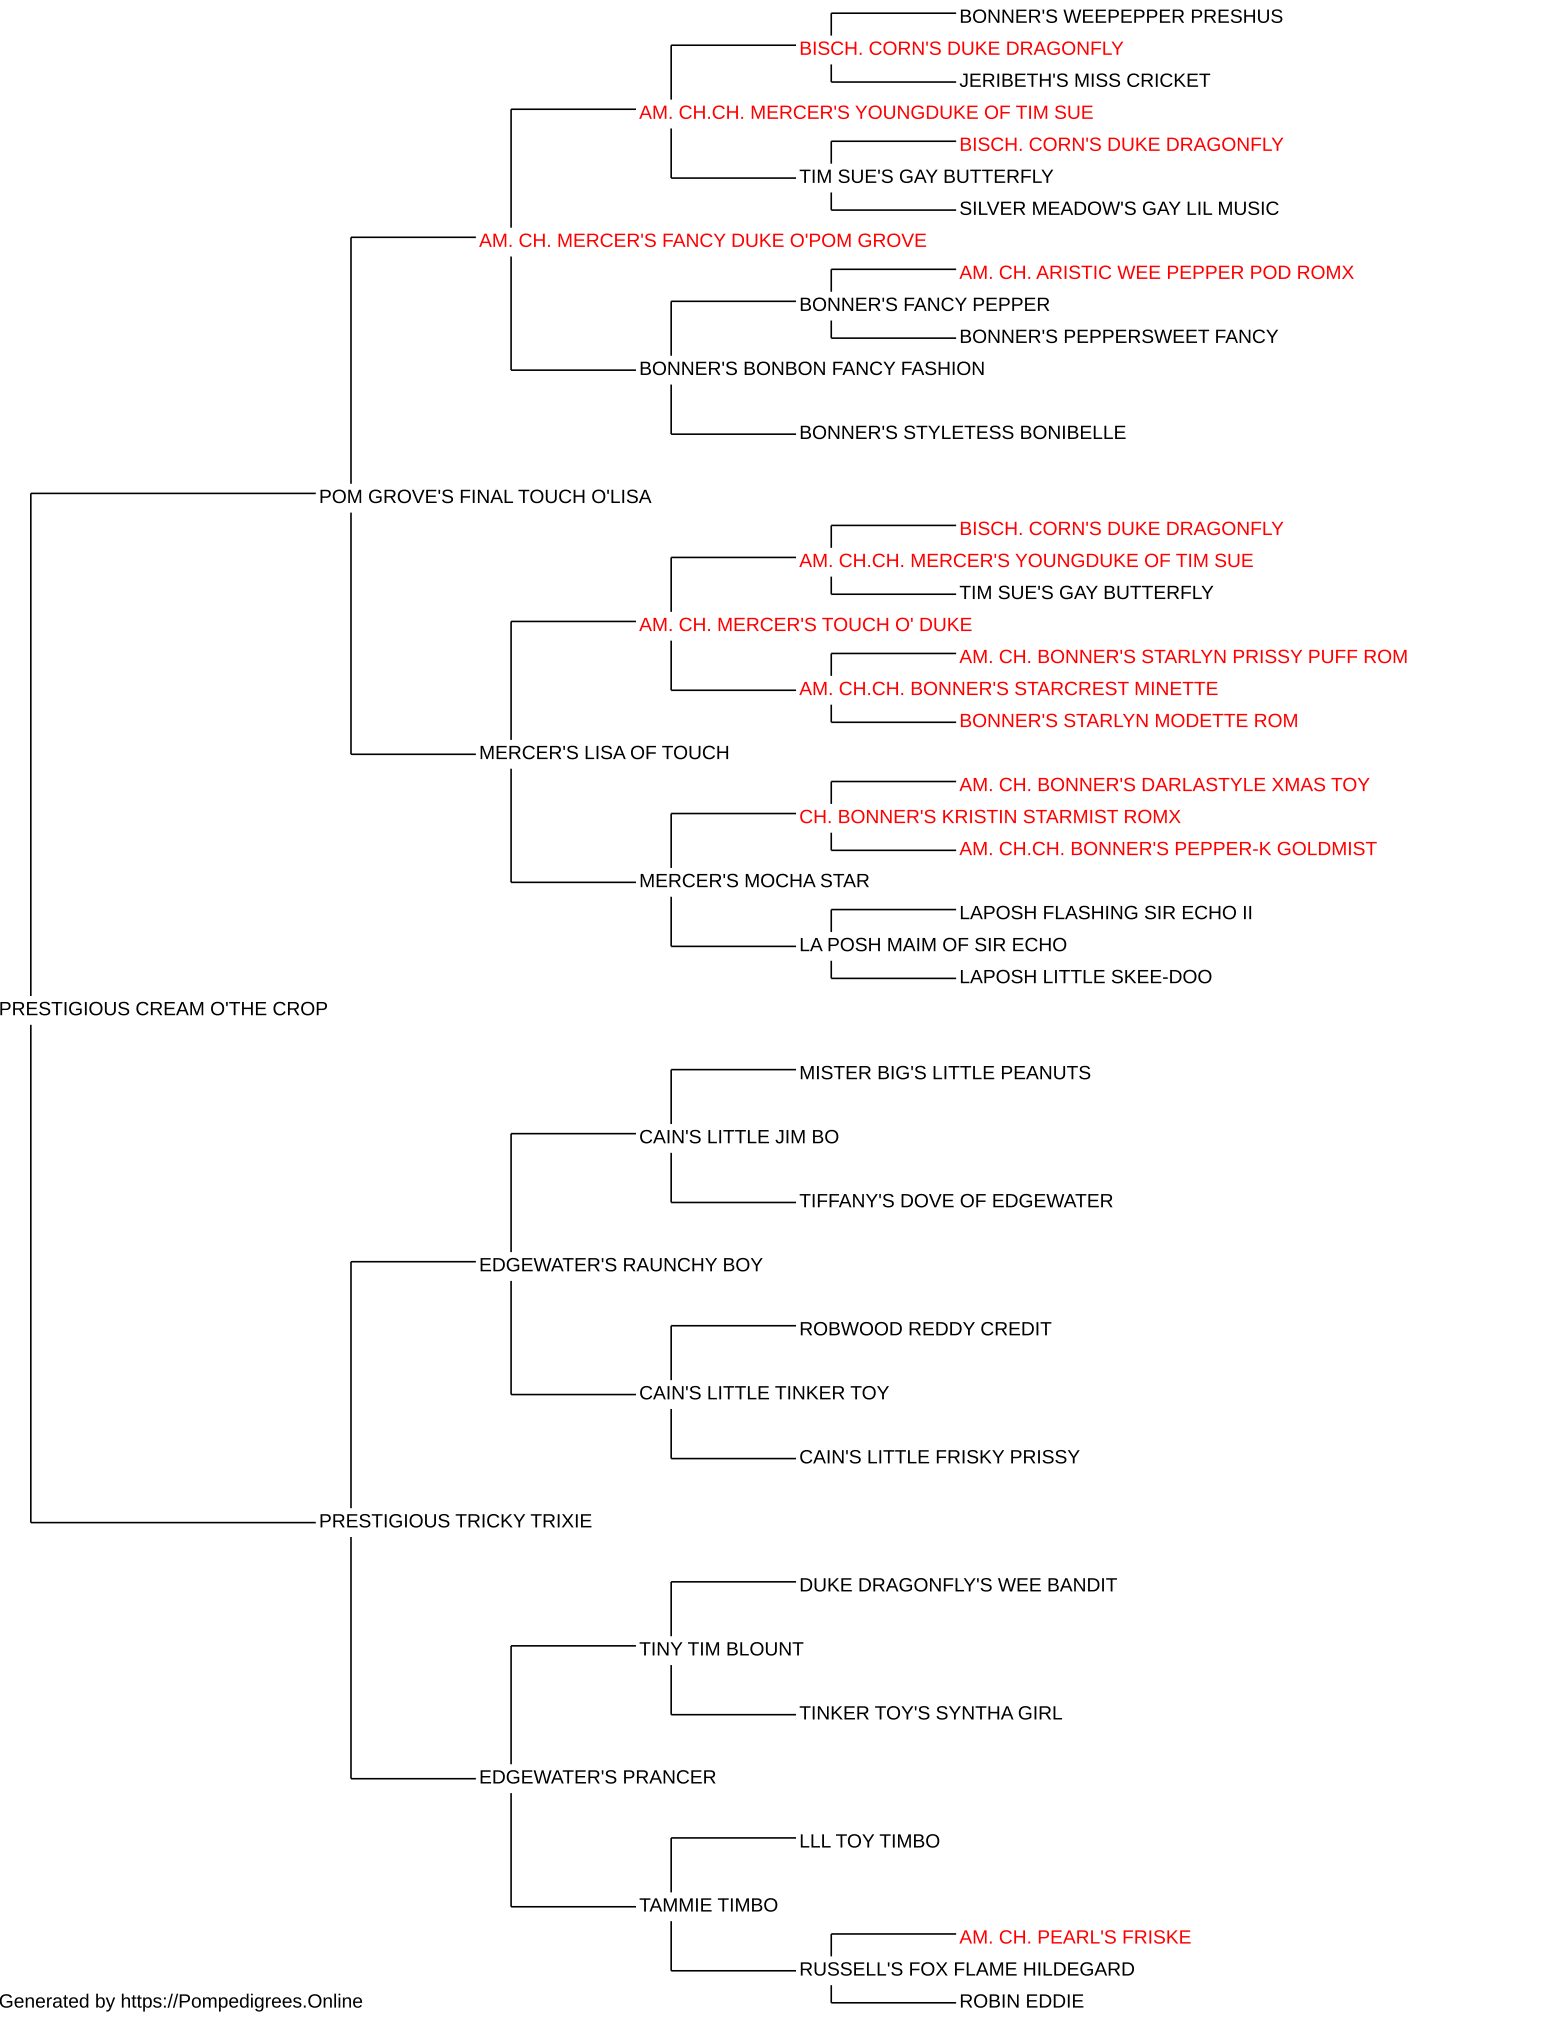 BONNER'S WEEPEPPER PRESHUS
BISCH. CORN'S DUKE DRAGONFLY
JERIBETH'S MISS CRICKET
AM. CH.CH. MERCER'S YOUNGDUKE OF TIM SUE
BISCH. CORN'S DUKE DRAGONFLY
TIM SUE'S GAY BUTTERFLY
SILVER MEADOW'S GAY LIL MUSIC
AM. CH. MERCER'S FANCY DUKE O'POM GROVE
AM. CH. ARISTIC WEE PEPPER POD ROMX
BONNER'S FANCY PEPPER
BONNER'S PEPPERSWEET FANCY
BONNER'S BONBON FANCY FASHION
BONNER'S STYLETESS BONIBELLE
POM GROVE'S FINAL TOUCH O'LISA
BISCH. CORN'S DUKE DRAGONFLY
AM. CH.CH. MERCER'S YOUNGDUKE OF TIM SUE
TIM SUE'S GAY BUTTERFLY
AM. CH. MERCER'S TOUCH O' DUKE
AM. CH. BONNER'S STARLYN PRISSY PUFF ROM
AM. CH.CH. BONNER'S STARCREST MINETTE
BONNER'S STARLYN MODETTE ROM
MERCER'S LISA OF TOUCH
AM. CH. BONNER'S DARLASTYLE XMAS TOY
CH. BONNER'S KRISTIN STARMIST ROMX
AM. CH.CH. BONNER'S PEPPER-K GOLDMIST
MERCER'S MOCHA STAR
LAPOSH FLASHING SIR ECHO II
LA POSH MAIM OF SIR ECHO
LAPOSH LITTLE SKEE-DOO
PRESTIGIOUS CREAM O'THE CROP
MISTER BIG'S LITTLE PEANUTS
CAIN'S LITTLE JIM BO
TIFFANY'S DOVE OF EDGEWATER
EDGEWATER'S RAUNCHY BOY
ROBWOOD REDDY CREDIT
CAIN'S LITTLE TINKER TOY
CAIN'S LITTLE FRISKY PRISSY
PRESTIGIOUS TRICKY TRIXIE
DUKE DRAGONFLY'S WEE BANDIT
TINY TIM BLOUNT
TINKER TOY'S SYNTHA GIRL
EDGEWATER'S PRANCER
LLL TOY TIMBO
TAMMIE TIMBO
AM. CH. PEARL'S FRISKE
RUSSELL'S FOX FLAME HILDEGARD
ROBIN EDDIE
Generated by https://Pompedigrees.Online